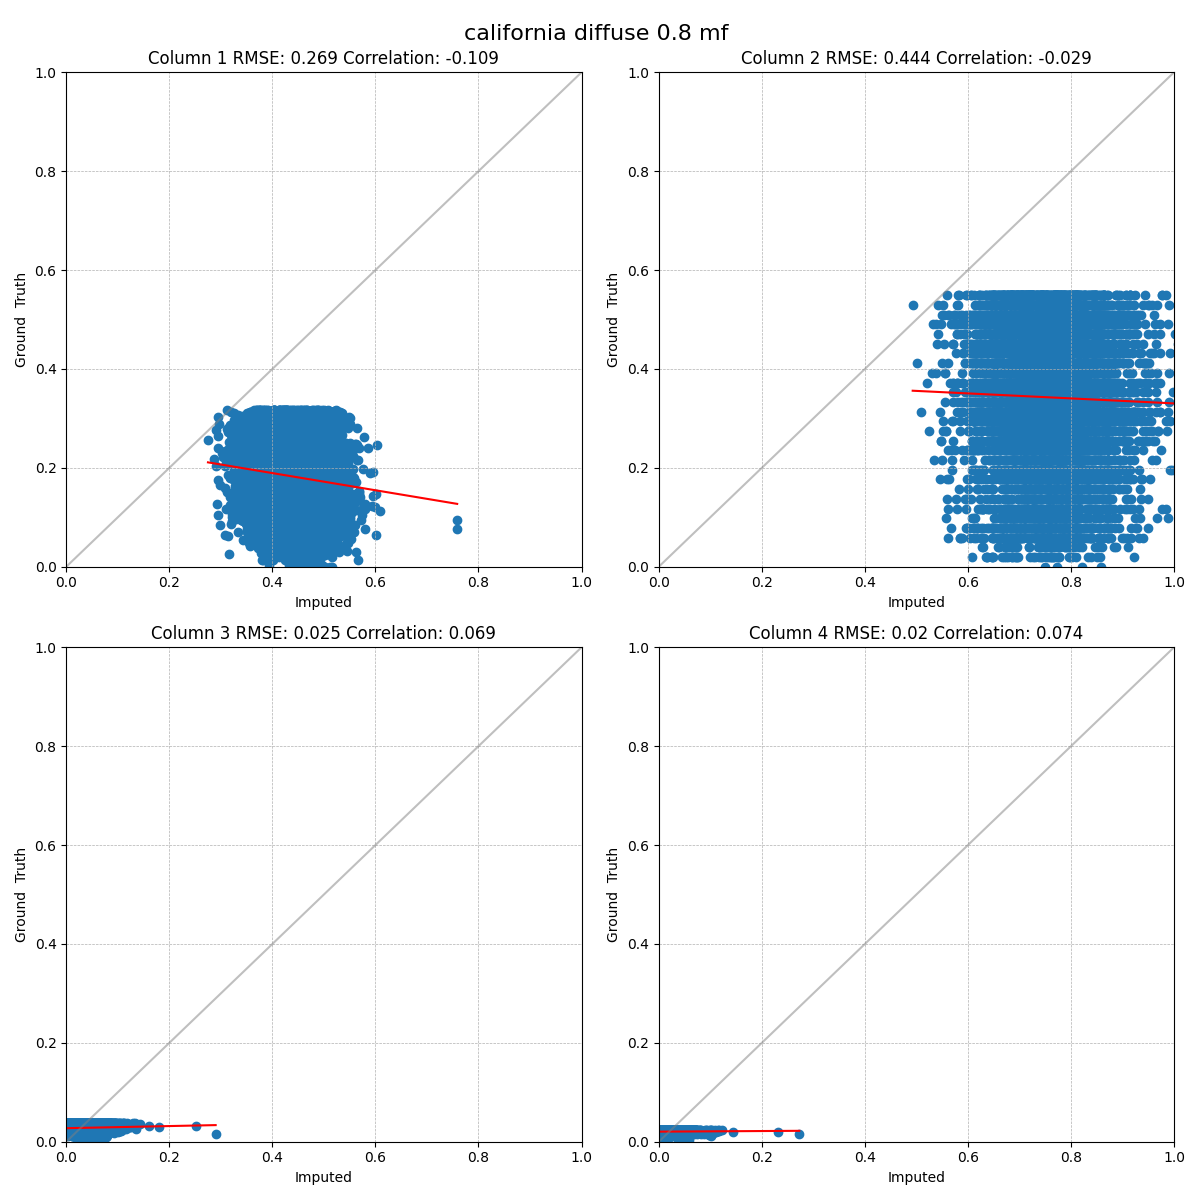 california diffuse 0.8 mf
Column 1 RMSE: 0.269 Correlation: -0.109
1.0
0.8
0.6
0.4
0.2
0.0
Ground Truth
0.0 0.2 0.4 0.6 0.8 1.0
Imputed
Column 2 RMSE: 0.444 Correlation: -0.029
1.0
0.8
0.6
0.4
0.2
0.0
Ground Truth
0.0 0.2 0.4 0.6 0.8 1.0
Imputed
Column 3 RMSE: 0.025 Correlation: 0.069
1.0
0.8
0.6
0.4
0.2
0.0
Ground Truth
0.0 0.2 0.4 0.6 0.8 1.0
Imputed
Column 4 RMSE: 0.02 Correlation: 0.074
1.0
0.8
0.6
0.4
0.2
0.0
Ground Truth
0.0 0.2 0.4 0.6 0.8 1.0
Imputed